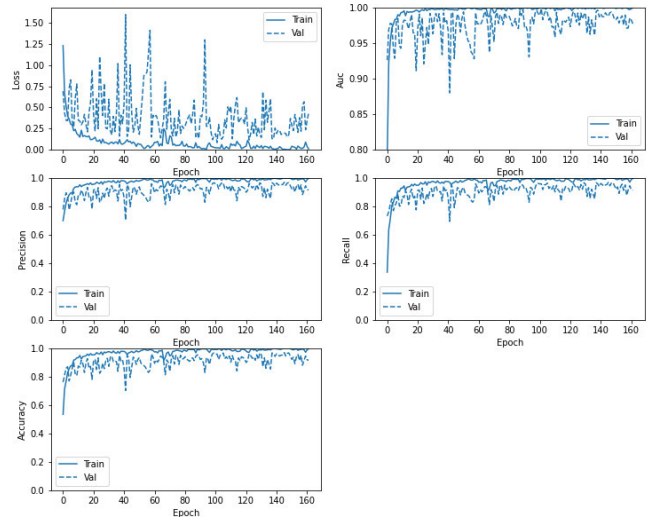 1.50
1.25
1.00
0.75
0.50
0.25
0.00
Loss
Train
Val
0 20 40 60 80 100 120 140 160
Epoch
1.00
0.95
0.90
0.85
0.80
Auc
Train
Val
0 20 40 60 80 100 120 140 160
Epoch
1.0
0.8
0.6
0.4
0.2
0.0
Precision
Train
Val
0 20 40 60 80 100 120 140 160
Epoch
1.0
0.8
0.6
0.4
0.2
0.0
Recall
Train
Val
0 20 40 60 80 100 120 140 160
Epoch
1.0
0.8
0.6
0.4
0.2
0.0
Accuracy
Train
Val
0 20 40 60 80 100 120 140 160
Epoch